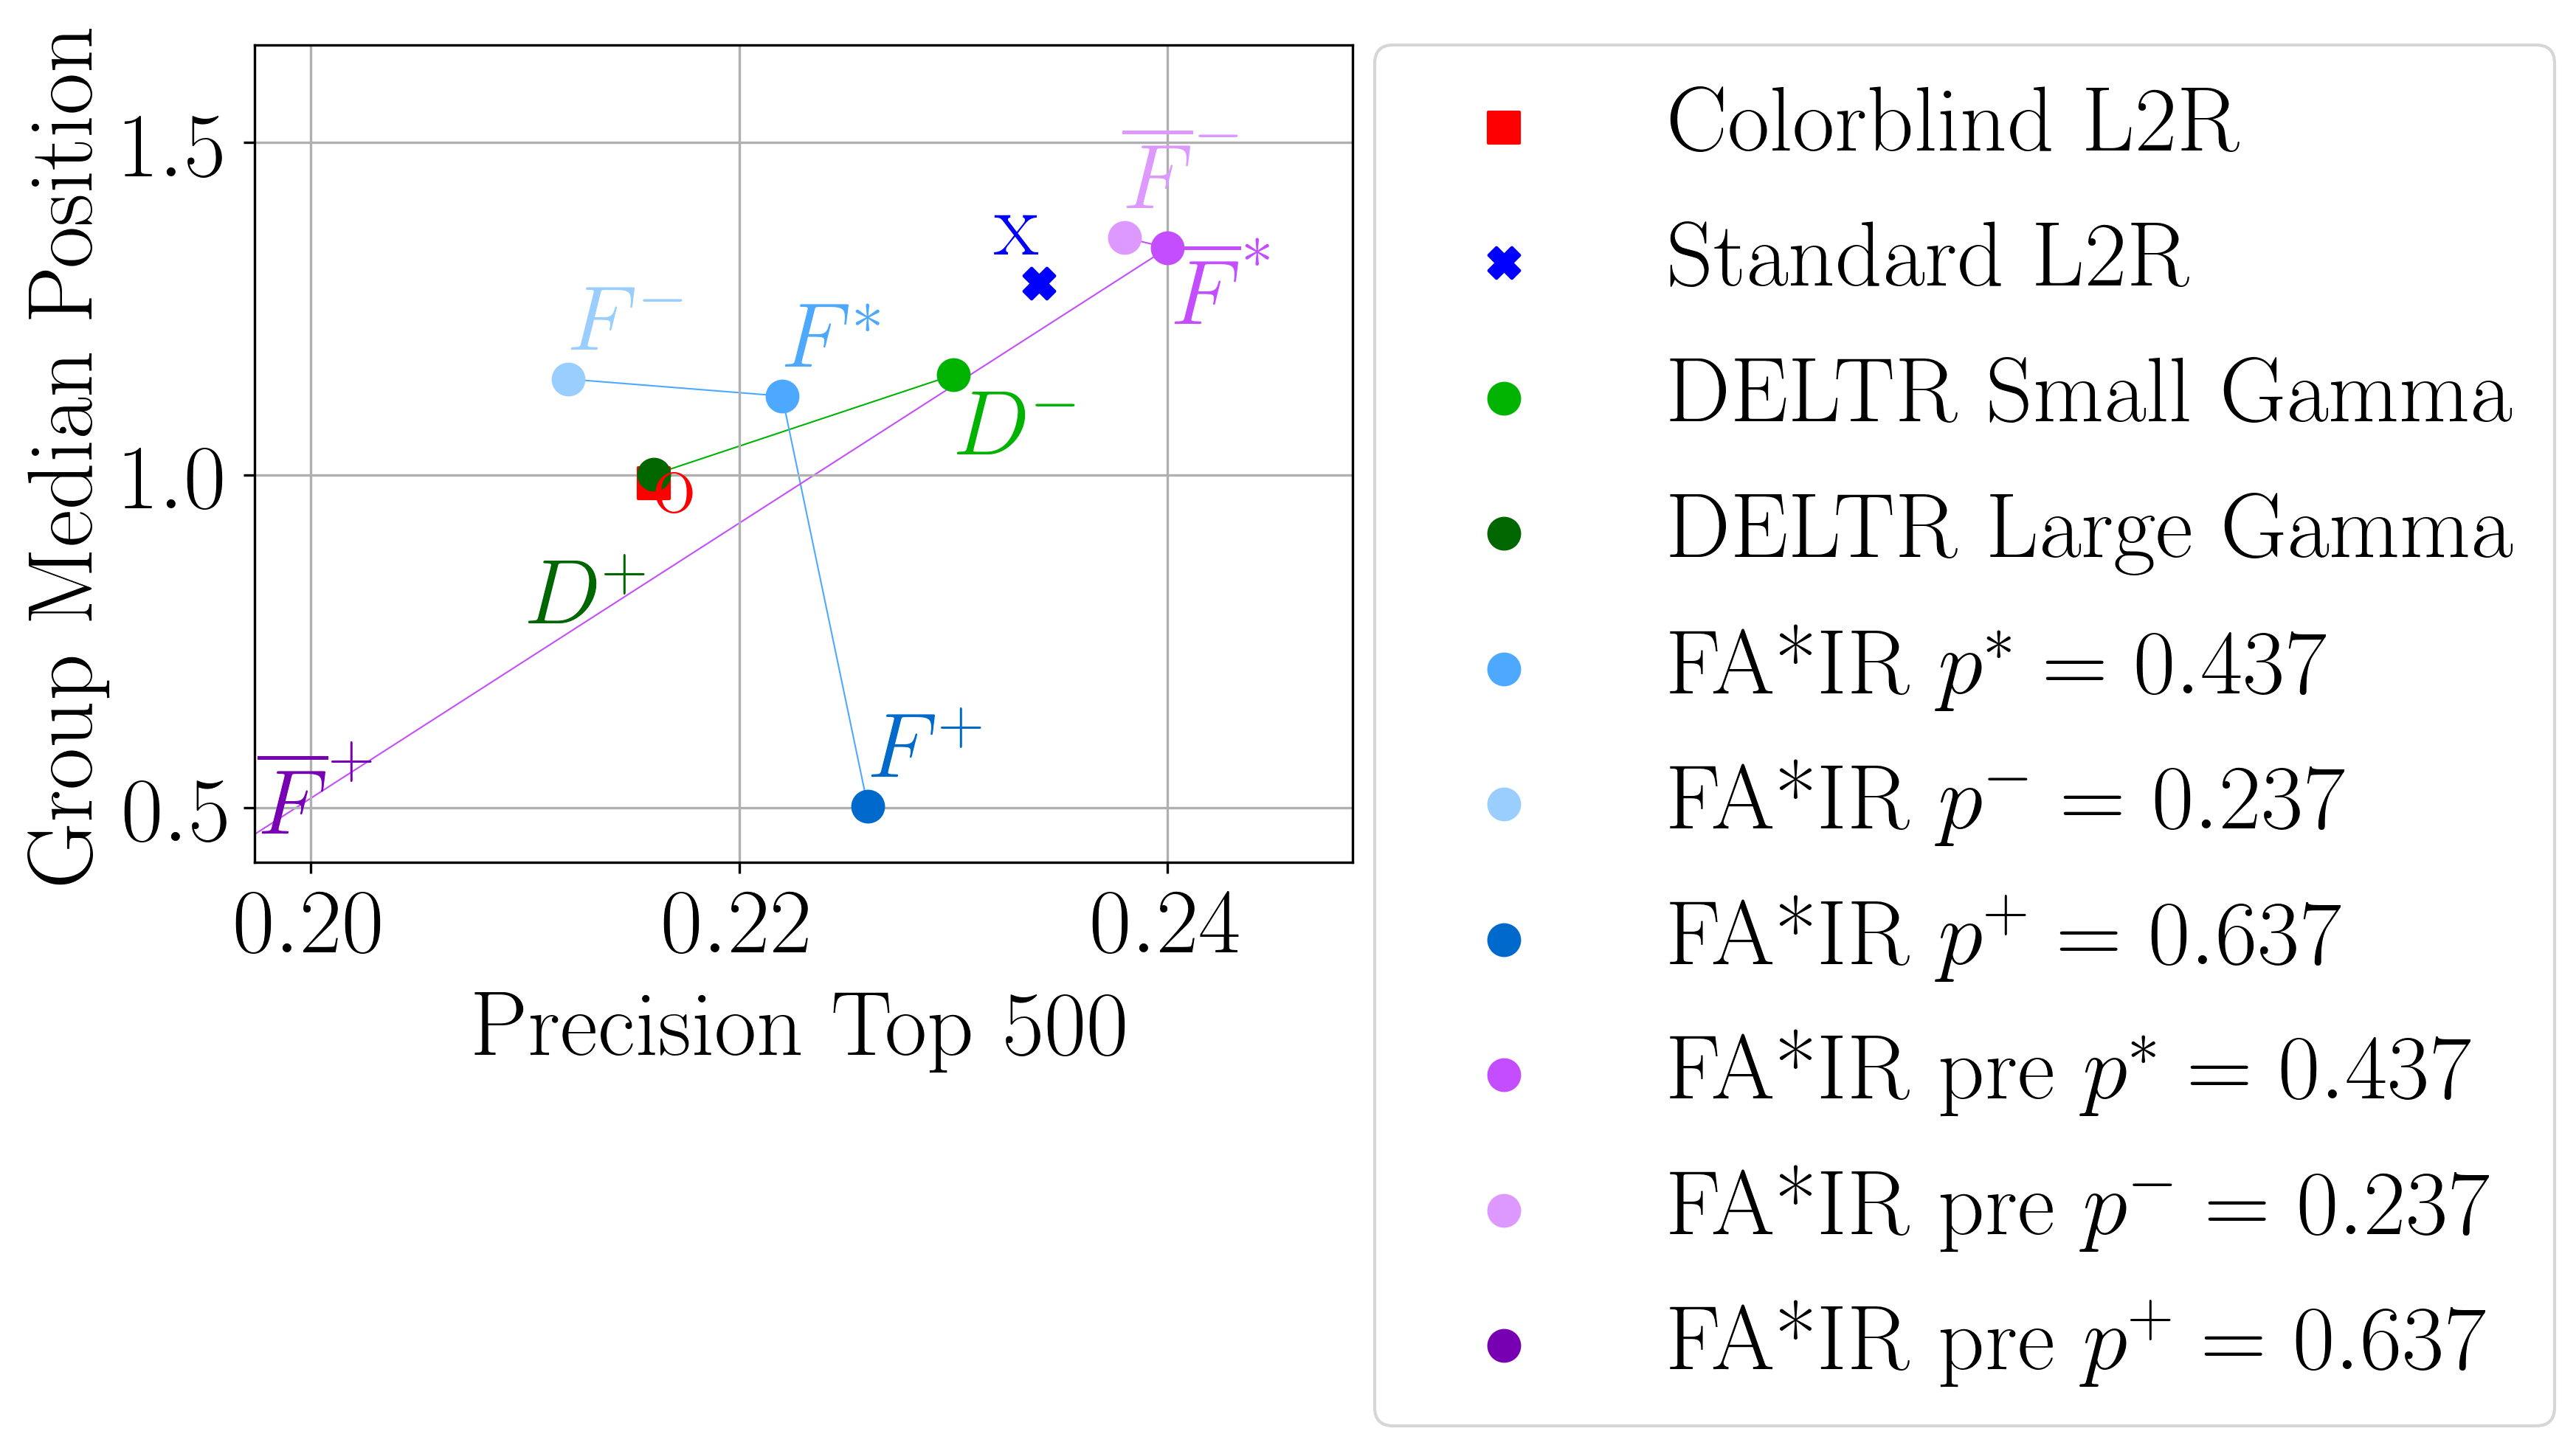 Group Median Position
1.5
1.0
0.5
0.20
0.22
0.24
Precision Top 500
F̅⁻
x
F̅*
F⁻
F*
D⁻
o
D⁺
F⁺
F̅⁺
Colorblind L2R
Standard L2R
DELTR Small Gamma
DELTR Large Gamma
FA*IR p* = 0.437
FA*IR p⁻ = 0.237
FA*IR p⁺ = 0.637
FA*IR pre p* = 0.437
FA*IR pre p⁻ = 0.237
FA*IR pre p⁺ = 0.637